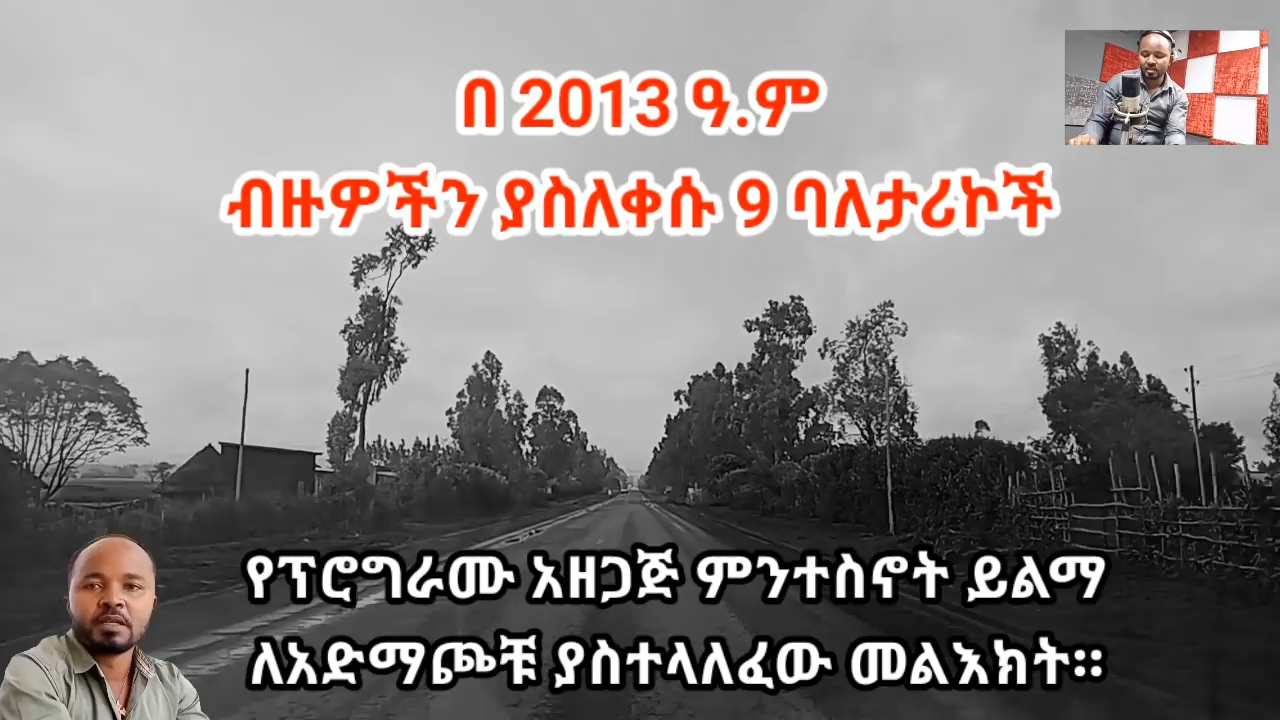 በ 2013 ዓ.ም
ብዙዎችን ያስለቀሱ 9 ባለታሪኮች
የፕሮግራሙ አዘጋጅ ምንተስኖት ይልማ
ለአድማጮቹ ያስተላለፈው መልእክት።